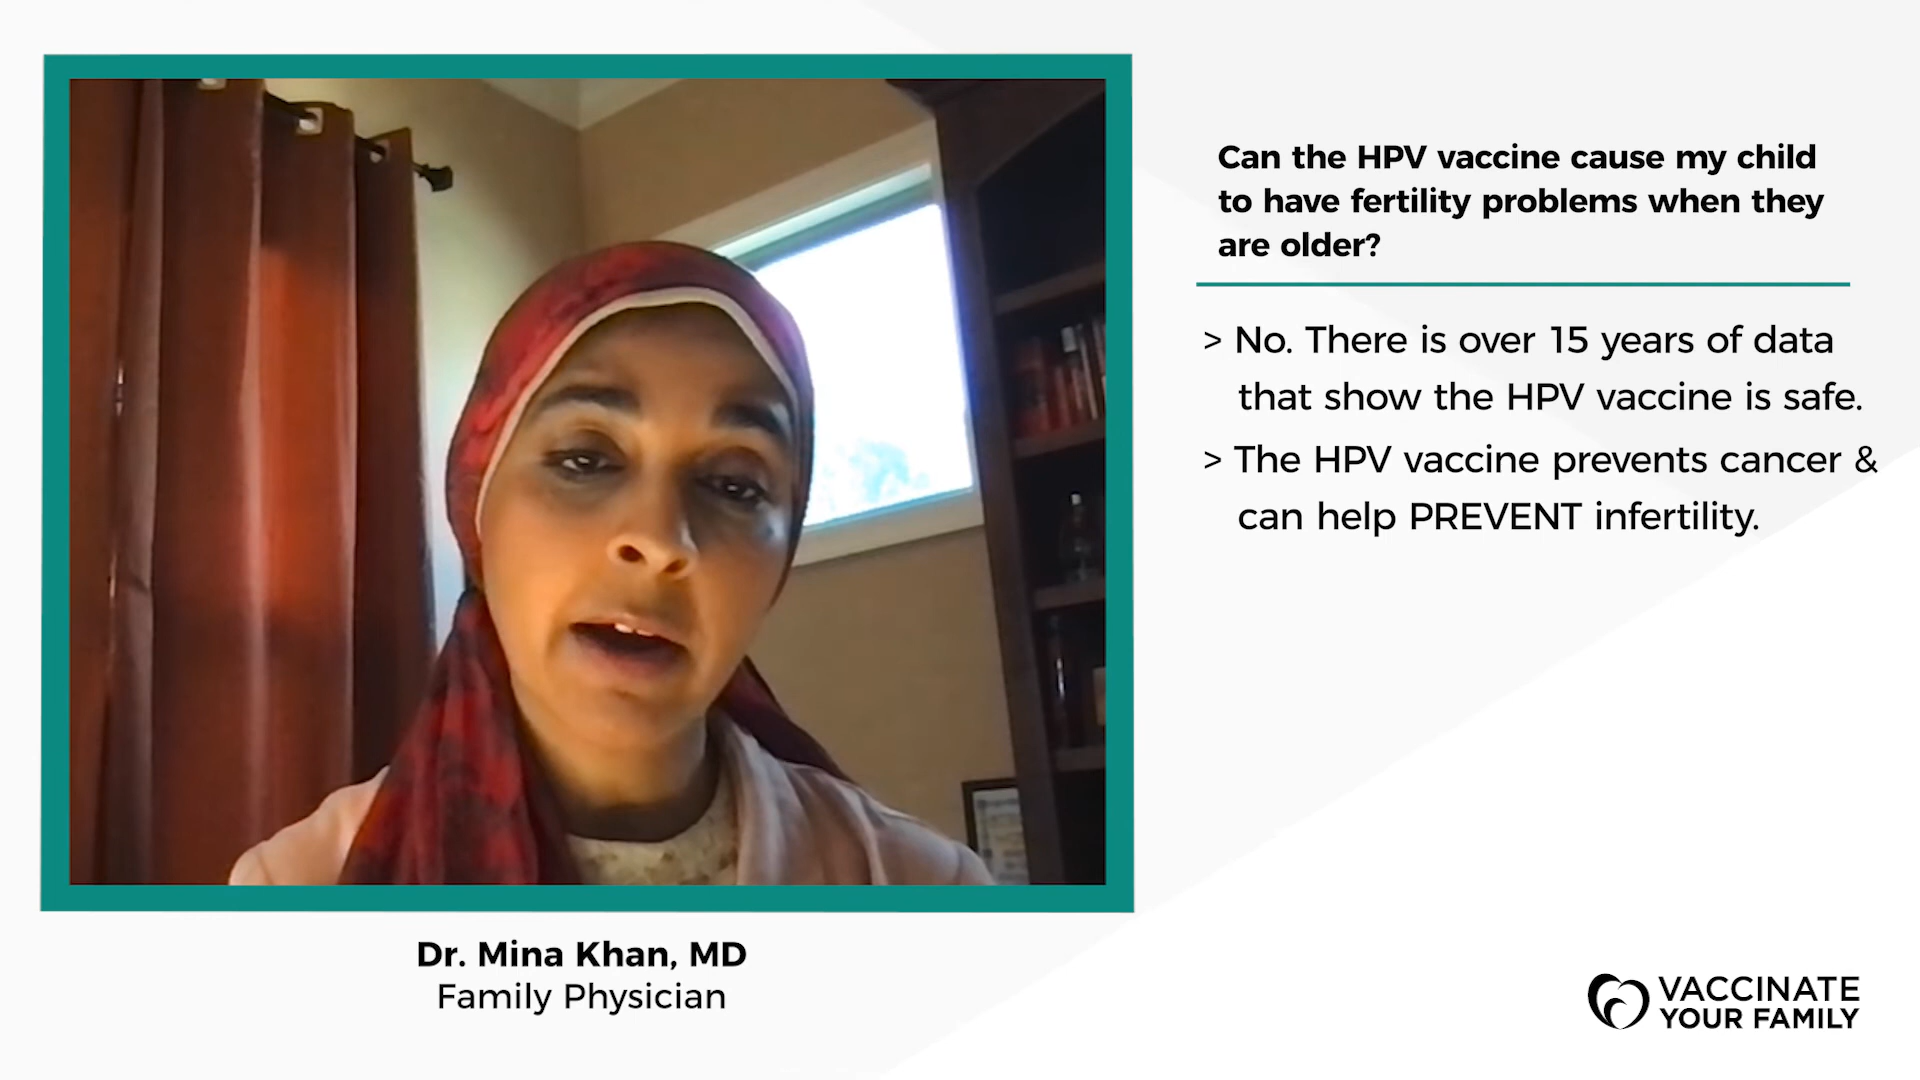 Can the HPV vaccine cause my child
to have fertility problems when they
are older?
> No. There is over 15 years of data
that show the HPV vaccine is safe.
> The HPV vaccine prevents cancer &
can help PREVENT infertility.
Dr. Mina Khan, MD
Family Physician
VACCINATE
YOUR FAMILY